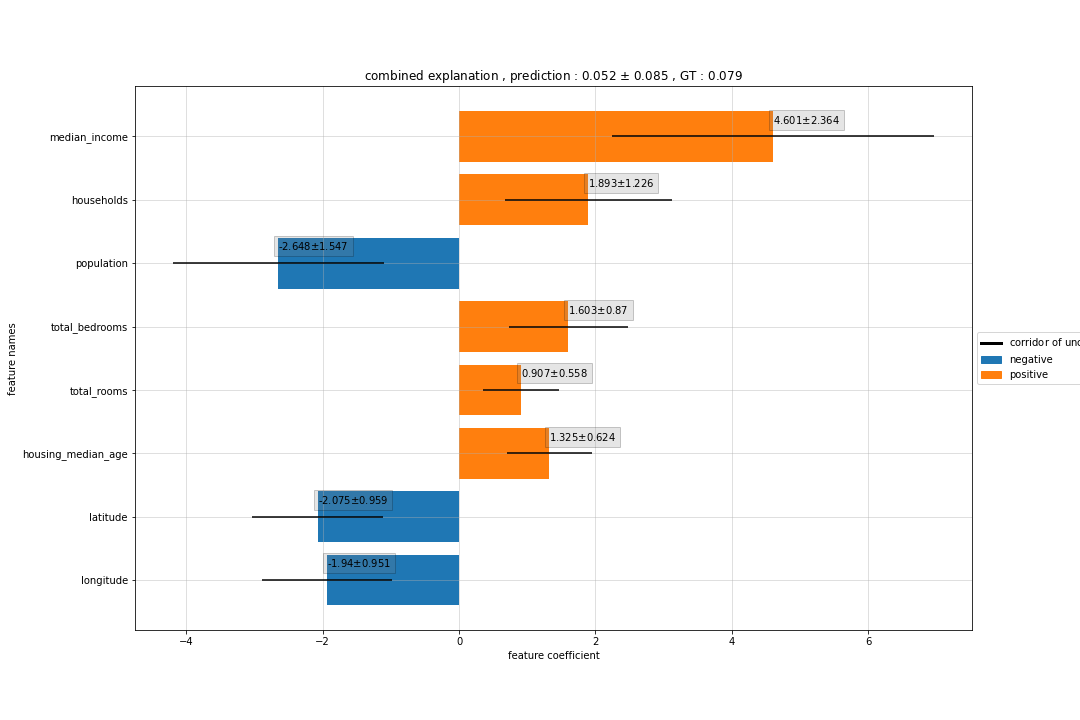 combined explanation , prediction : 0.052 ± 0.085 , GT : 0.079
feature names
median_income
4.601±2.364
households
1.893±1.226
population
-2.648±1.547
total_bedrooms
1.603±0.87
total_rooms
0.907±0.558
housing_median_age
1.325±0.624
latitude
-2.075±0.959
longitude
-1.94±0.951
−4 −2 0 2 4 6
feature coefficient
corridor of
negative
positive